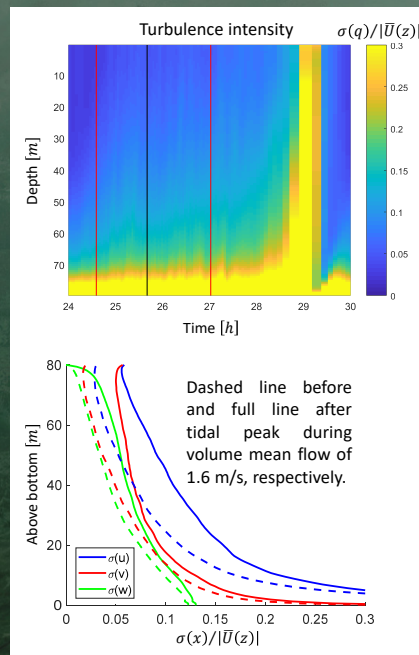 Turbulence intensity
σ(q)/|U̅(z)|
0.3
0.25
0.2
0.15
0.1
0.05
0
10
20
30
40
50
60
70
Depth [m]
24 25 26 27 28 29 30
Time [h]
80
60
40
20
0
Above bottom [m]
Dashed line before
and full line after
tidal peak during
volume mean flow of
1.6 m/s, respectively.
σ(u)
σ(v)
σ(w)
0 0.05 0.1 0.15 0.2 0.25 0.3
σ(x)/|U̅(z)|